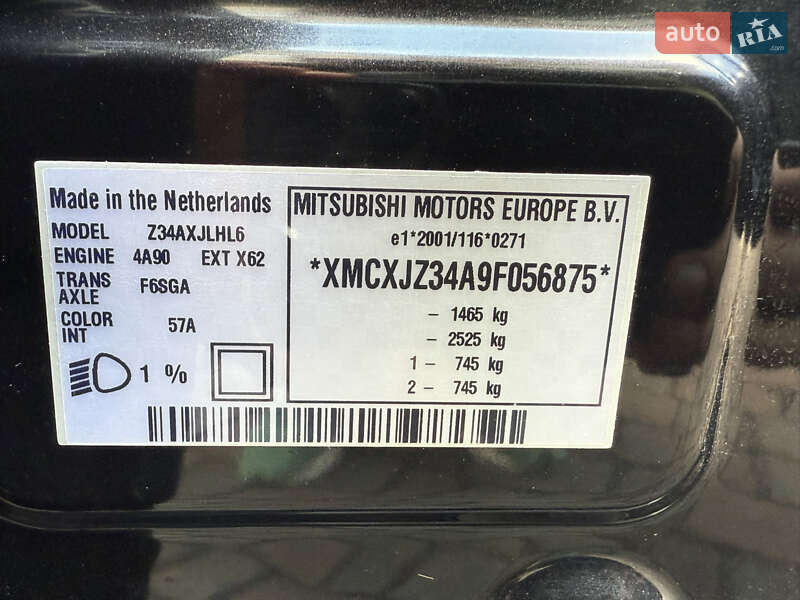 auto RIA.com
Made in the Netherlands
MODEL Z34AXJLHL6
ENGINE 4A90 EXT X62
TRANS
AXLE F6SGA
COLOR
INT 57A
1 %
MITSUBISHI MOTORS EUROPE B.V.
e1*2001/116*0271
*XMCXJZ34A9F056875*
– 1465 kg
– 2525 kg
1 – 745 kg
2 – 745 kg